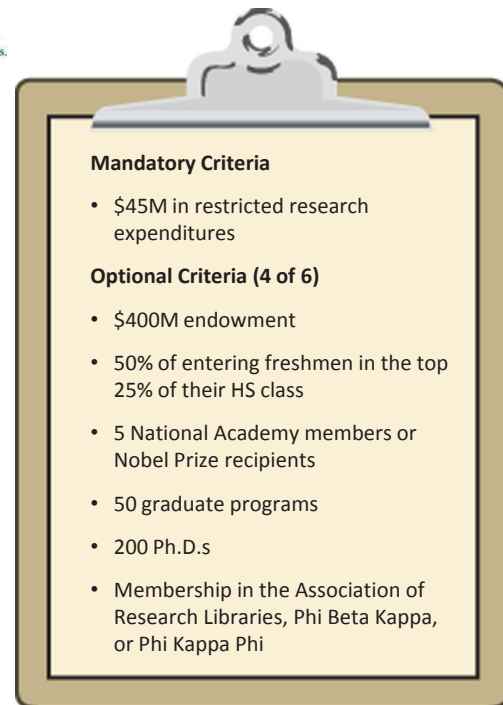 s.
Mandatory Criteria
• $45M in restricted research
expenditures
Optional Criteria (4 of 6)
• $400M endowment
• 50% of entering freshmen in the top
25% of their HS class
• 5 National Academy members or
Nobel Prize recipients
• 50 graduate programs
• 200 Ph.D.s
• Membership in the Association of
Research Libraries, Phi Beta Kappa,
or Phi Kappa Phi